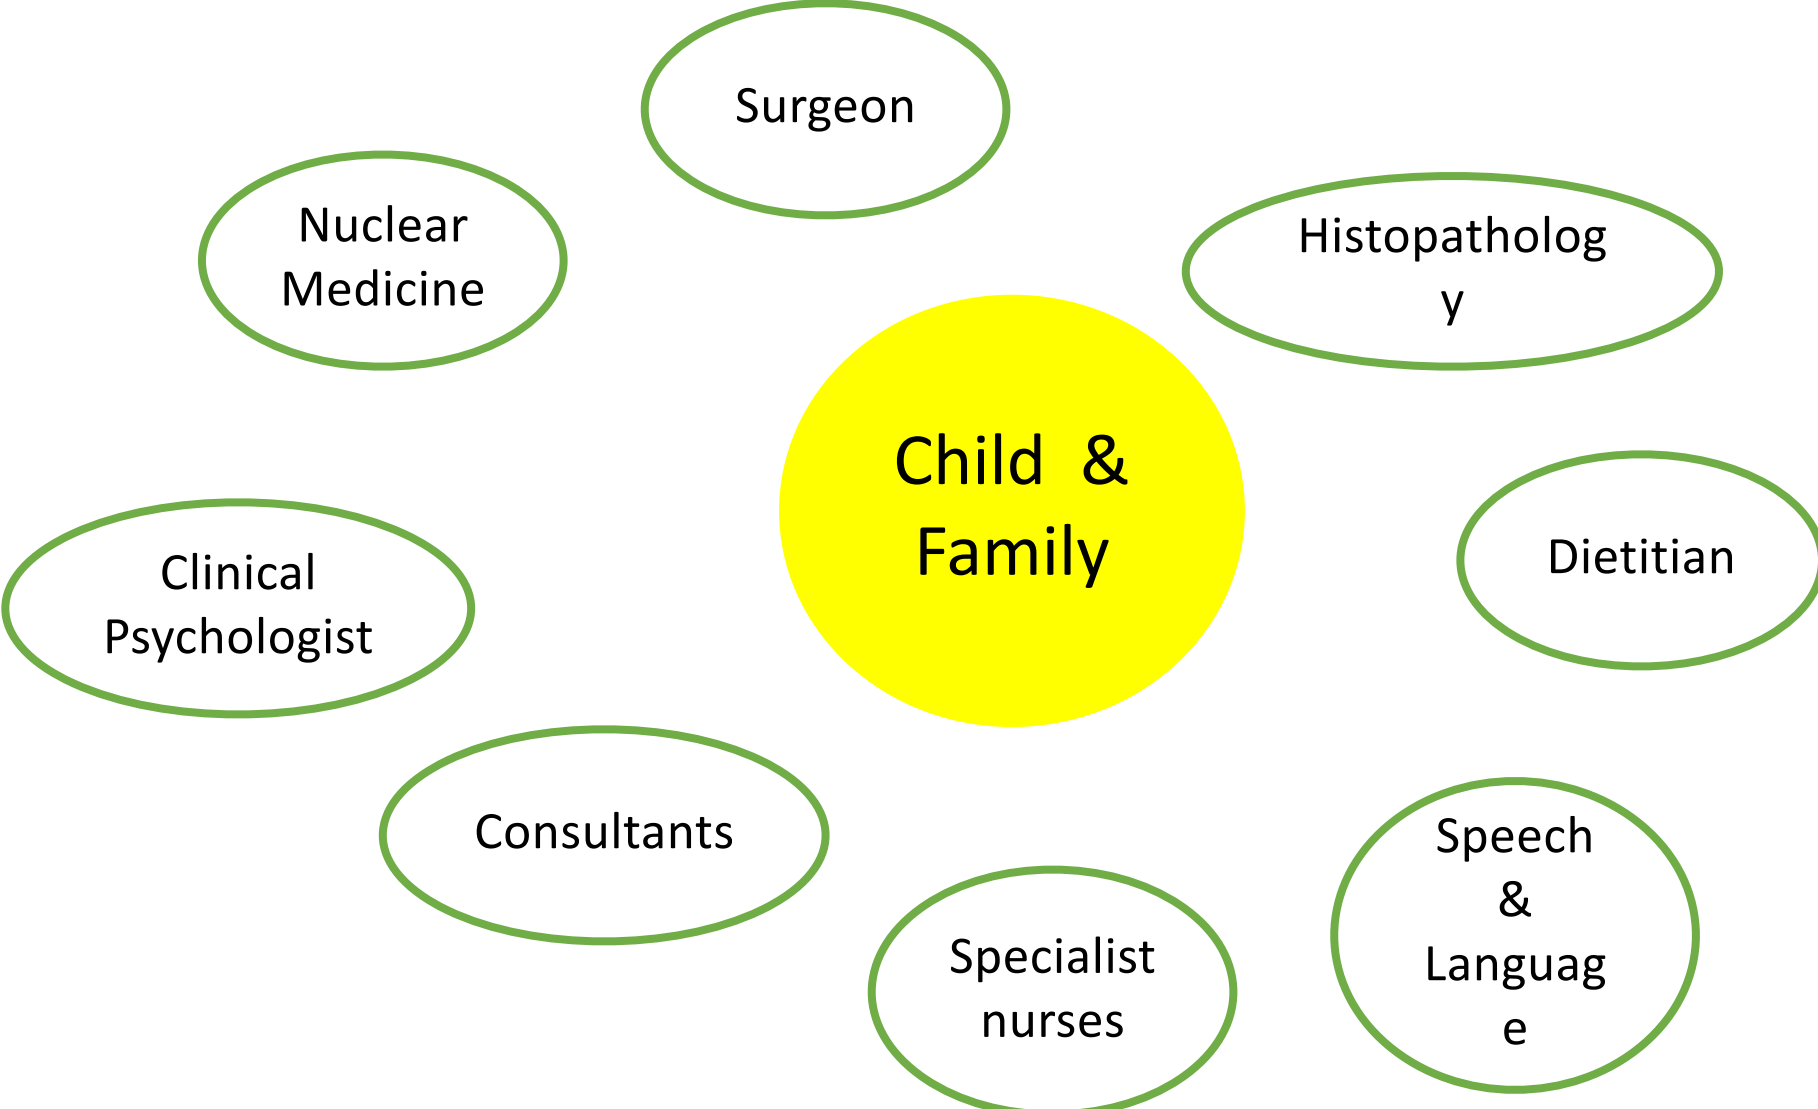 Surgeon
Nuclear
Medicine
Histopatholog
y
Child & 
Family
Dietitian
Clinical
Psychologist
Consultants
Speech
&
Languag
e
Specialist
nurses